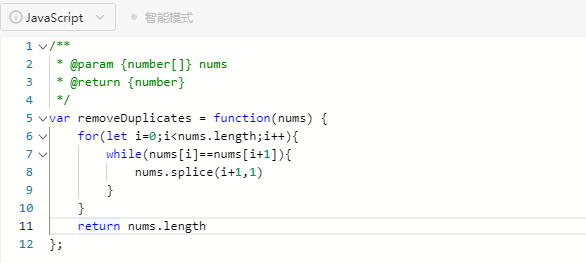 JavaScript 智能模式
1 /**
2  * @param {number[]} nums
3  * @return {number}
4  */
5 var removeDuplicates = function(nums) {
6     for(let i=0;i<nums.length;i++){
7         while(nums[i]==nums[i+1]){
8             nums.splice(i+1,1)
9         }
10     }
11     return nums.length
12 };